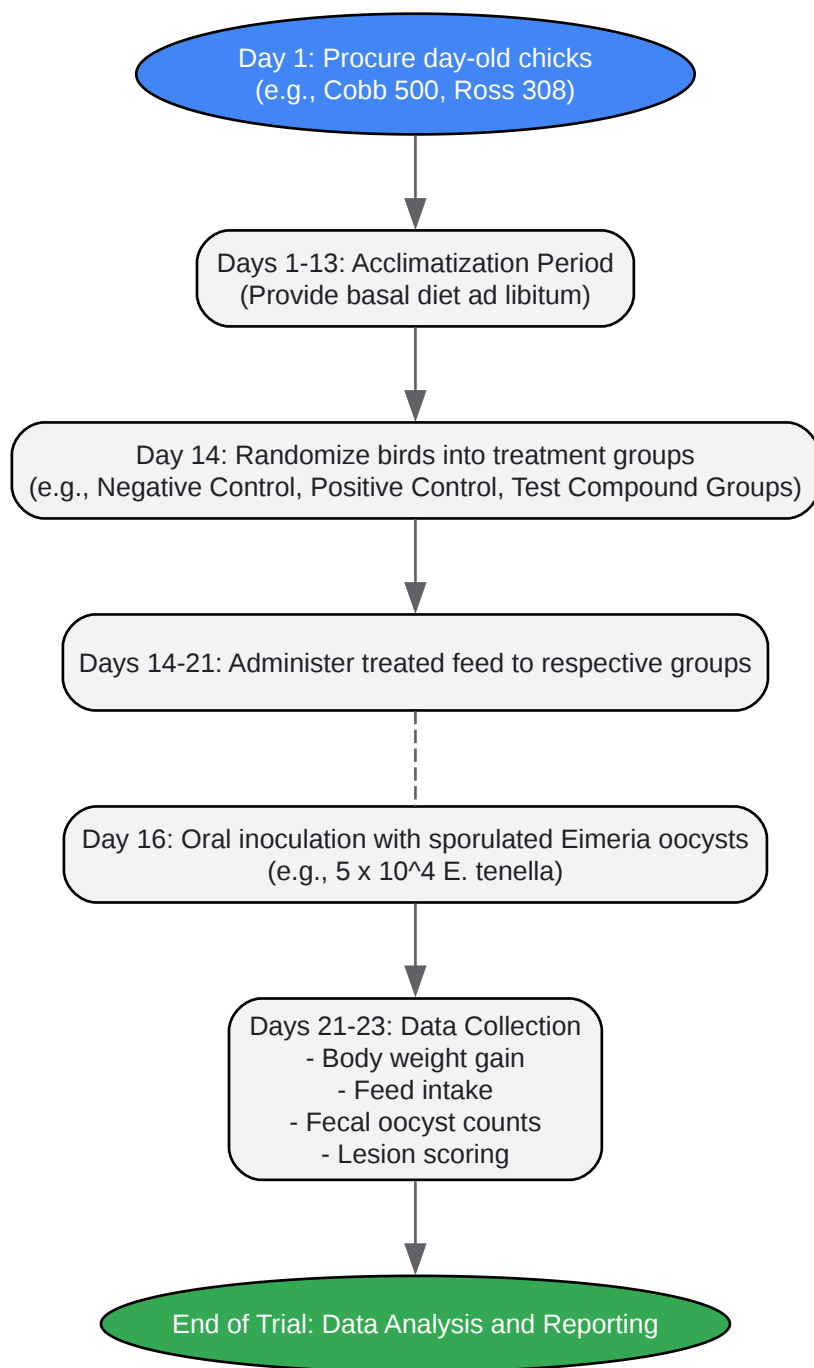 Day 1: Procure day-old chicks
(e.g., Cobb 500, Ross 308)
Days 1-13: Acclimatization Period
(Provide basal diet ad libitum)
Day 14: Randomize birds into treatment groups
(e.g., Negative Control, Positive Control, Test Compound Groups)
Days 14-21: Administer treated feed to respective groups
Day 16: Oral inoculation with sporulated Eimeria oocysts
(e.g., 5 x 10^4 E. tenella)
Days 21-23: Data Collection
- Body weight gain
- Feed intake
- Fecal oocyst counts
- Lesion scoring
End of Trial: Data Analysis and Reporting